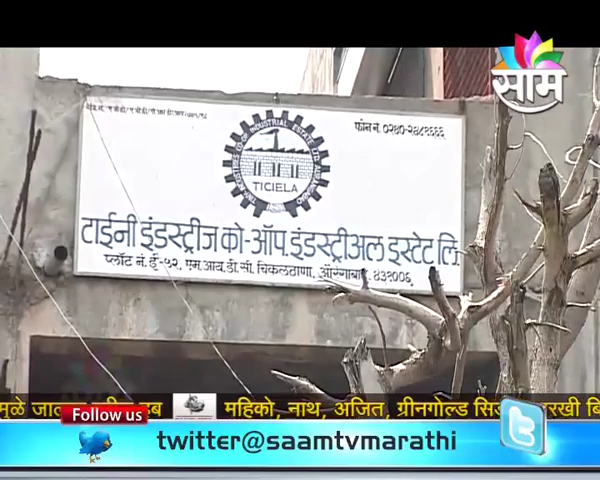 साम
फोन नं. ०२४०-२४८९६६६
TICIELA
टाईनी इंडस्ट्रीज को-ऑप. इंडस्ट्रीअल इस्टेट लि.
प्लॉट नं. ई-५२, एम.आय.डी.सी. चिकलठाणा, औरंगाबाद. ४३१००६
महिको, नाथ, अजित, ग्रीनगोल्ड
Follow us
twitter@saamtvmarathi